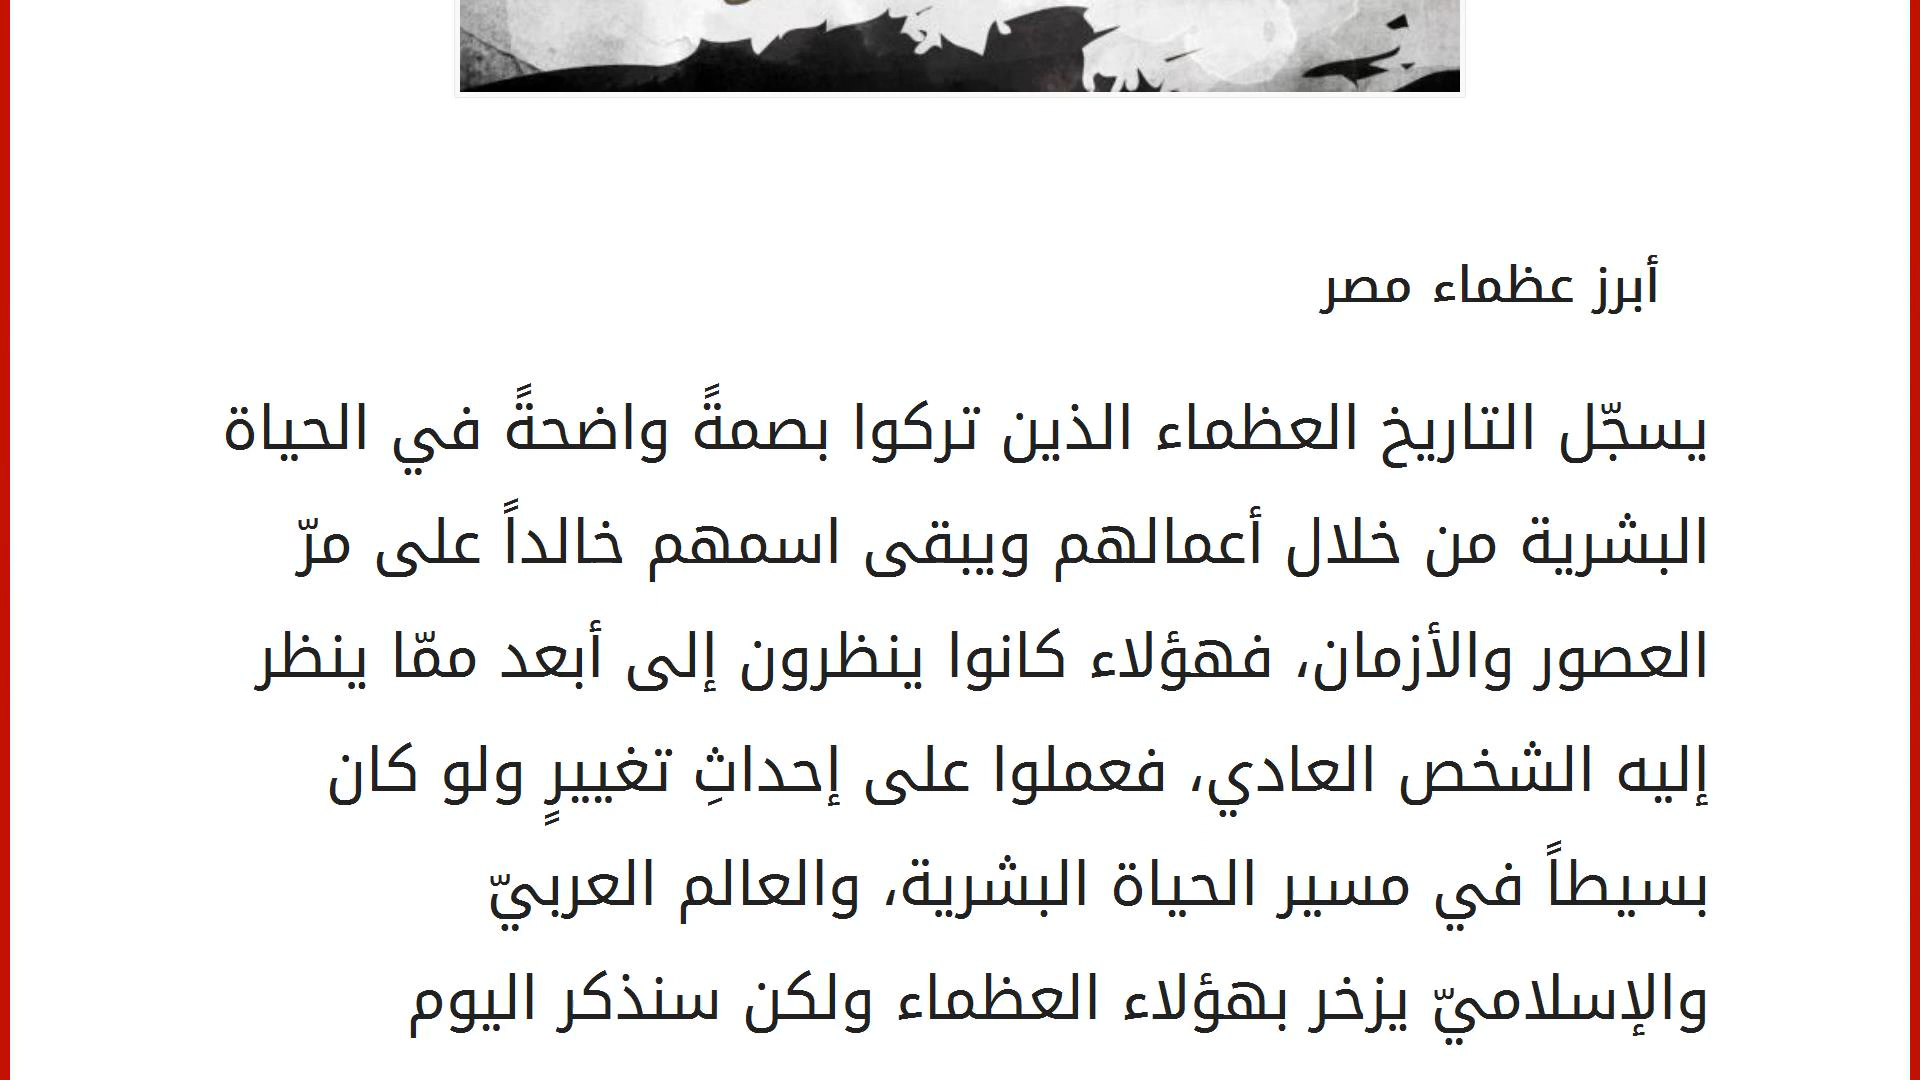 أبرز عظماء مصر
يسجّل التاريخ العظماء الذين تركوا بصمةً واضحةً في الحياة
البشرية من خلال أعمالهم ويبقى اسمهم خالداً على مرّ
العصور والأزمان، فهؤلاء كانوا ينظرون إلى أبعد ممّا ينظر
إليه الشخص العادي، فعملوا على إحداثِ تغييرٍ ولو كان
بسيطاً في مسير الحياة البشرية، والعالم العربيّ
والإسلاميّ يزخر بهؤلاء العظماء ولكن سنذكر اليوم